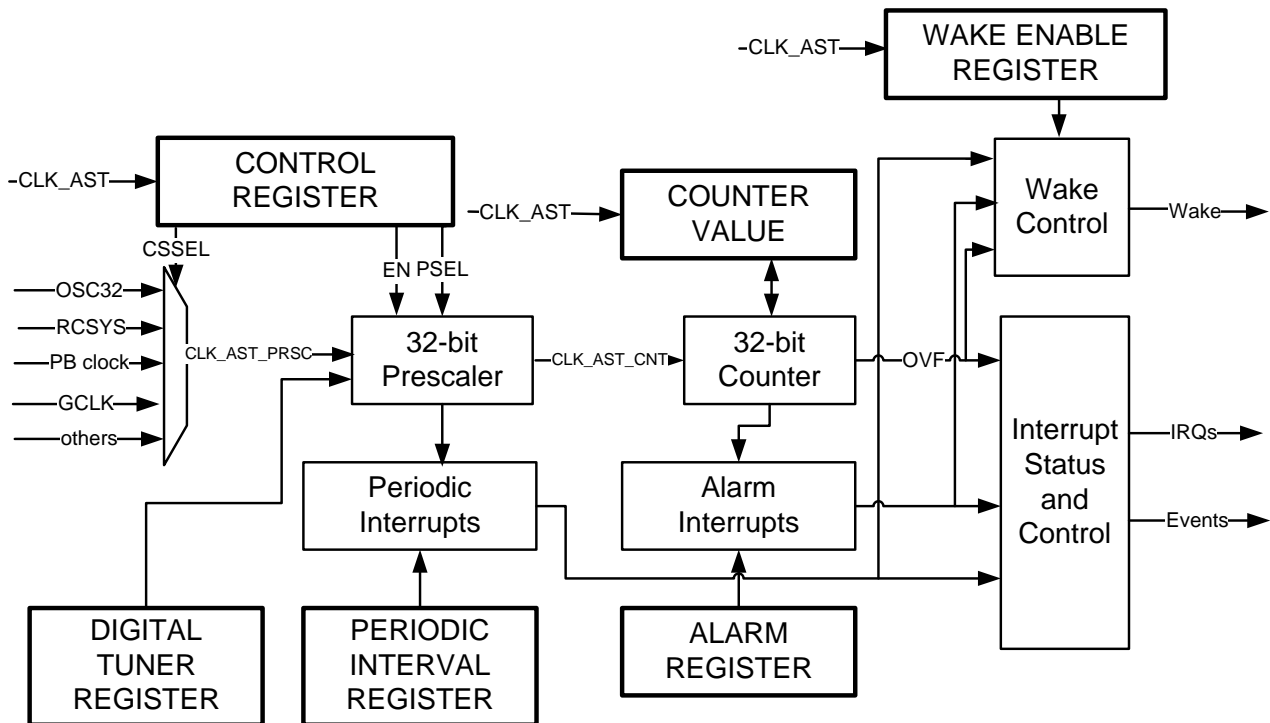 CLK_AST
WAKE ENABLE
REGISTER
CLK_AST
CONTROL
REGISTER
CLK_AST
COUNTER
VALUE
Wake
Control
Wake
CSSEL
EN
PSEL
OSC32
RCSYS
PB clock
GCLK
others
CLK_AST_PRSC
32-bit
Prescaler
CLK_AST_CNT
32-bit
Counter
OVF
Periodic
Interrupts
Alarm
Interrupts
Interrupt
Status
and
Control
IRQs
Events
DIGITAL
TUNER
REGISTER
PERIODIC
INTERVAL
REGISTER
ALARM
REGISTER